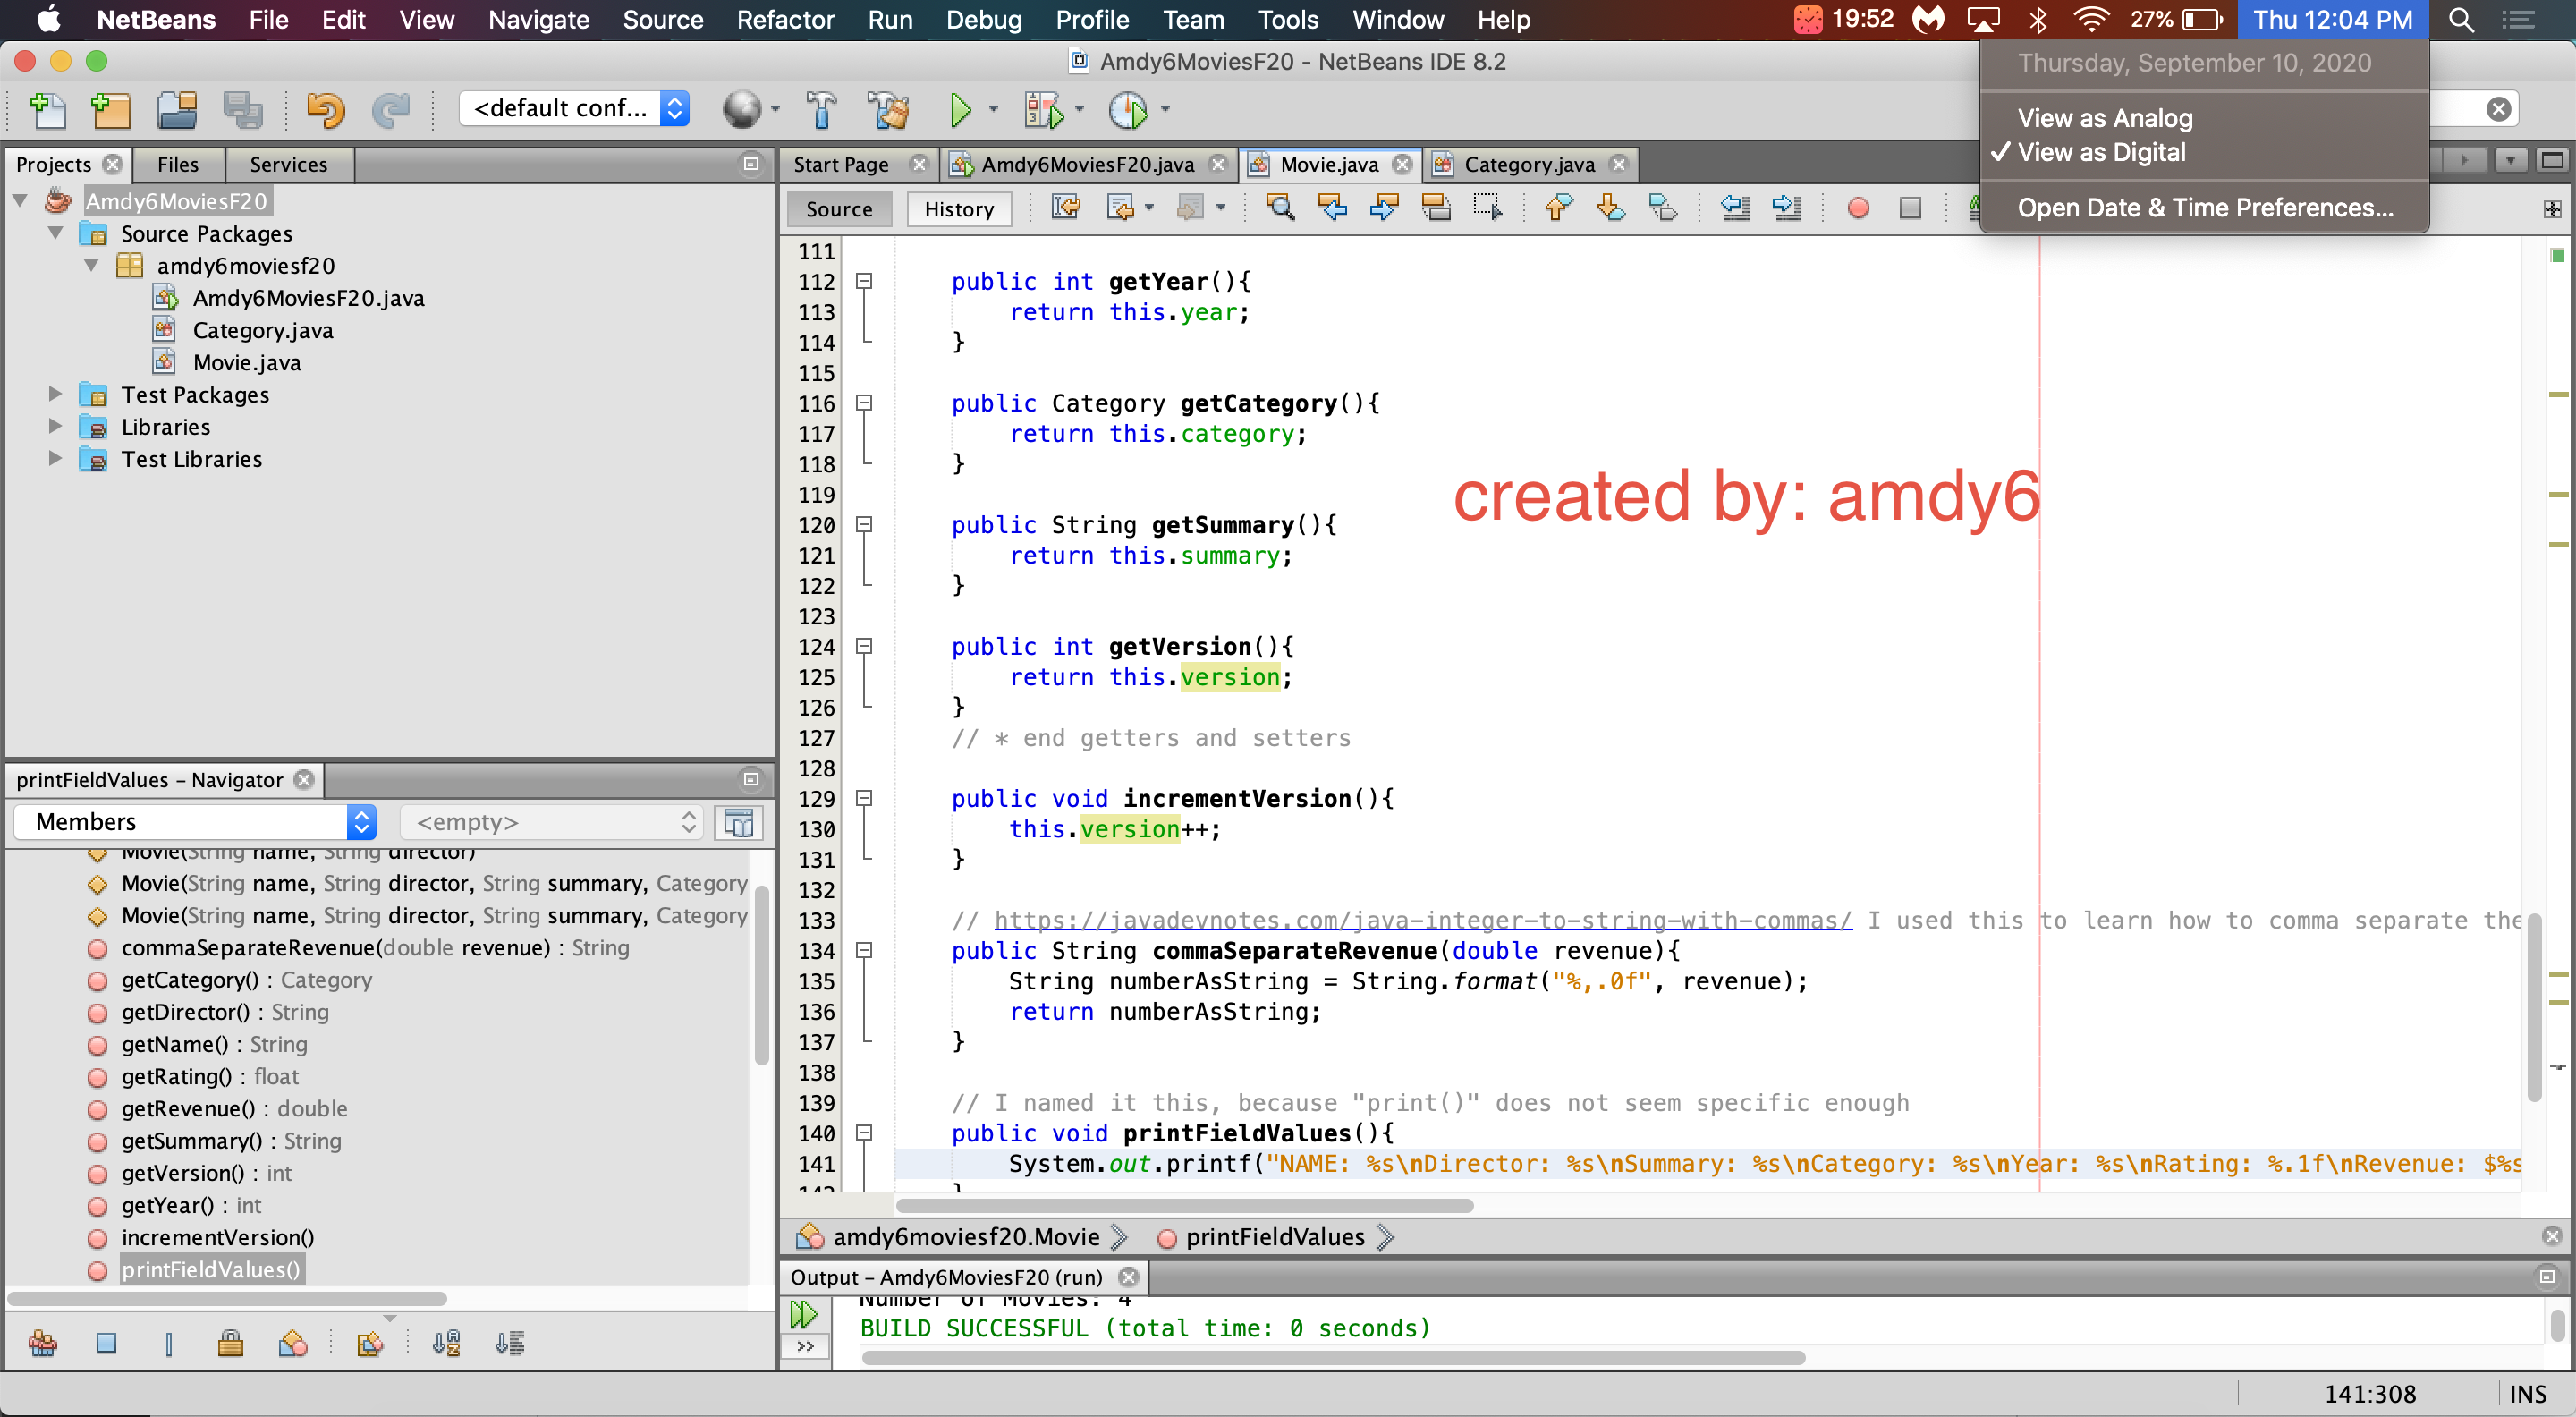 NetBeans File Edit View Navigate Source Refactor Run Debug Profile Team Tools Window Help 19:52 27% Thu 12:04 PM
Thursday, September 10, 2020
View as Analog
✓ View as Digital
Open Date & Time Preferences...
Amdy6MoviesF20 - NetBeans IDE 8.2
<default conf...
Projects Files Services
Amdy6MoviesF20
Source Packages
amdy6moviesf20
Amdy6MoviesF20.java
Category.java
Movie.java
Test Packages
Libraries
Test Libraries
printFieldValues - Navigator
Members <empty>
Movie(String name, String director)
Movie(String name, String director, String summary, Category
Movie(String name, String director, String summary, Category
commaSeparateRevenue(double revenue) : String
getCategory() : Category
getDirector() : String
getName() : String
getRating() : float
getRevenue() : double
getSummary() : String
getVersion() : int
getYear() : int
incrementVersion()
printFieldValues()
Start Page Amdy6MoviesF20.java Movie.java Category.java
Source History
111
112 public int getYear(){
113 return this.year;
114 }
115
116 public Category getCategory(){
117 return this.category;
118 }
119
created by: amdy6
120 public String getSummary(){
121 return this.summary;
122 }
123
124 public int getVersion(){
125 return this.version;
126 }
127 // * end getters and setters
128
129 public void incrementVersion(){
130 this.version++;
131 }
132
133 // https://javadevnotes.com/java-integer-to-string-with-commas/ I used this to learn how to comma separate the
134 public String commaSeparateRevenue(double revenue){
135 String numberAsString = String.format("%,.0f", revenue);
136 return numberAsString;
137 }
138
139 // I named it this, because "print()" does not seem specific enough
140 public void printFieldValues(){
141 System.out.printf("NAME: %s\nDirector: %s\nSummary: %s\nCategory: %s\nYear: %s\nRating: %.1f\nRevenue: $%s
142 }
amdy6moviesf20.Movie printFieldValues
Output - Amdy6MoviesF20 (run)
Number of Movies: 4
BUILD SUCCESSFUL (total time: 0 seconds)
141:308 INS